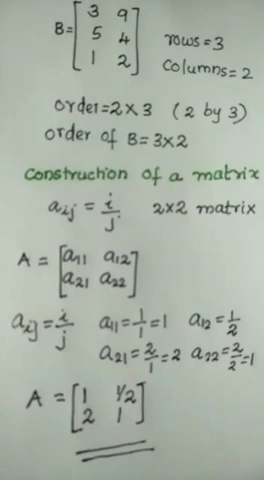 B = [3 9
5 4
1 2]
rows = 3
columns = 2
order = 2 × 3 (2 by 3)
order of B = 3×2
construction of a matrix
aij = i/j 2×2 matrix
A = [a11 a12
a21 a22]
aij = i/j a11 = 1/1 = 1 a12 = 1/2
a21 = 2/1 = 2 a22 = 2/2 = 1
A = [1 1/2
2 1]